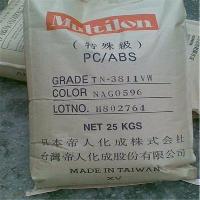 Multilon
(特殊級)
PC/ABS
GRADE TN-3811VW
COLOR NAG0596
LOTNO. H802764
NET 25 KGS
日本帝人化成株式会社
台灣帝人化成股份有限公司
MADE IN TAIWAN
XV